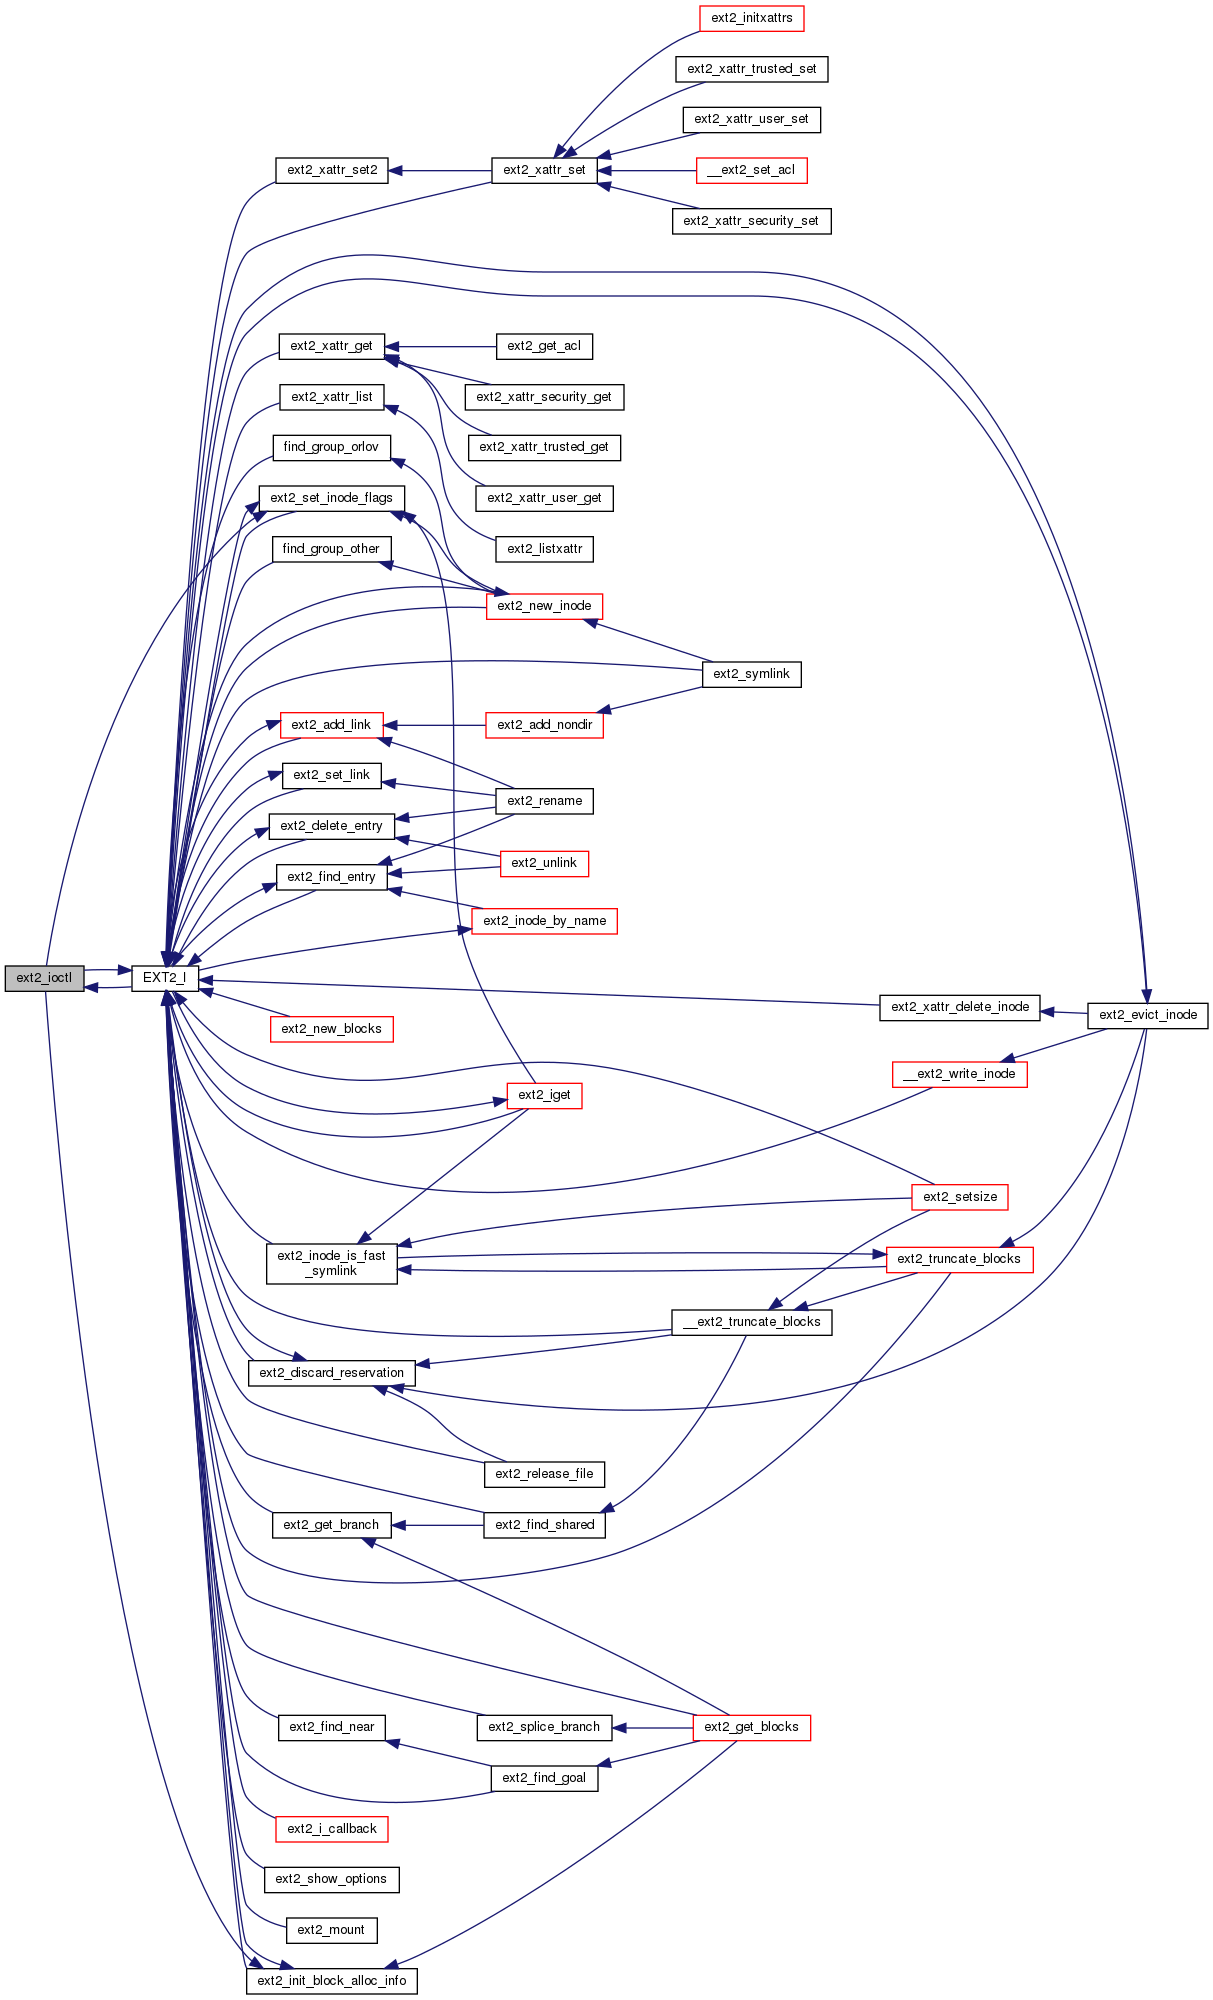 ext2_initxattrs
ext2_xattr_trusted_set
ext2_xattr_user_set
ext2_xattr_set2
ext2_xattr_set
__ext2_set_acl
ext2_xattr_security_set
ext2_xattr_get
ext2_get_acl
ext2_xattr_list
ext2_xattr_security_get
find_group_orlov
ext2_xattr_trusted_get
ext2_set_inode_flags
ext2_xattr_user_get
find_group_other
ext2_listxattr
ext2_new_inode
ext2_symlink
ext2_add_link
ext2_add_nondir
ext2_set_link
ext2_rename
ext2_delete_entry
ext2_unlink
ext2_find_entry
ext2_inode_by_name
ext2_ioctl
EXT2_I
ext2_xattr_delete_inode
ext2_evict_inode
ext2_new_blocks
__ext2_write_inode
ext2_iget
ext2_setsize
ext2_inode_is_fast
_symlink
ext2_truncate_blocks
__ext2_truncate_blocks
ext2_discard_reservation
ext2_release_file
ext2_get_branch
ext2_find_shared
ext2_find_near
ext2_splice_branch
ext2_get_blocks
ext2_find_goal
ext2_i_callback
ext2_show_options
ext2_mount
ext2_init_block_alloc_info